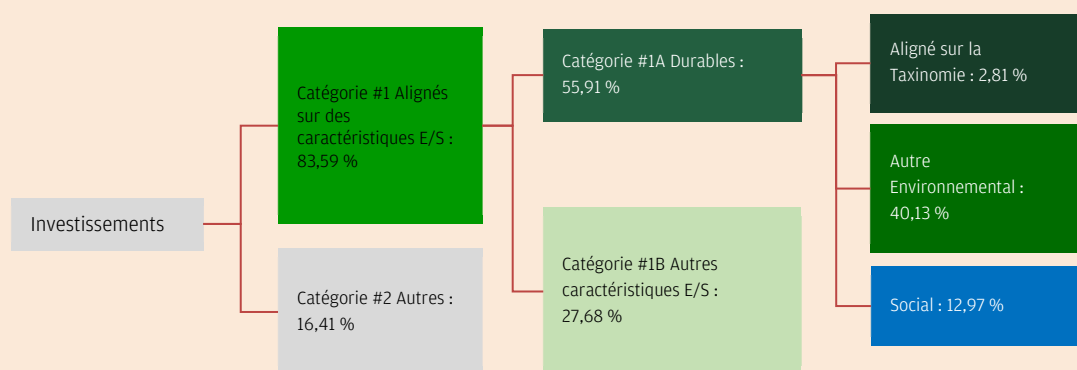 Investissements
Catégorie #1 Alignés
sur des
caractéristiques E/S :
83,59 %
Catégorie #2 Autres :
16,41 %
Catégorie #1A Durables :
55,91 %
Catégorie #1B Autres
caractéristiques E/S :
27,68 %
Aligné sur la
Taxinomie : 2,81 %
Autre
Environnemental :
40,13 %
Social : 12,97 %